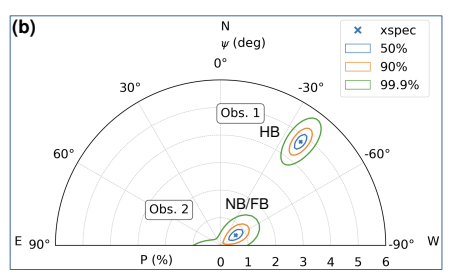 (b)
N
ψ (deg)
0°
30°
-30°
60°
-60°
E 90°
-90° W
Obs. 1
HB
Obs. 2
NB/FB
P (%)
0 1 2 3 4 5 6
xspec
50%
90%
99.9%